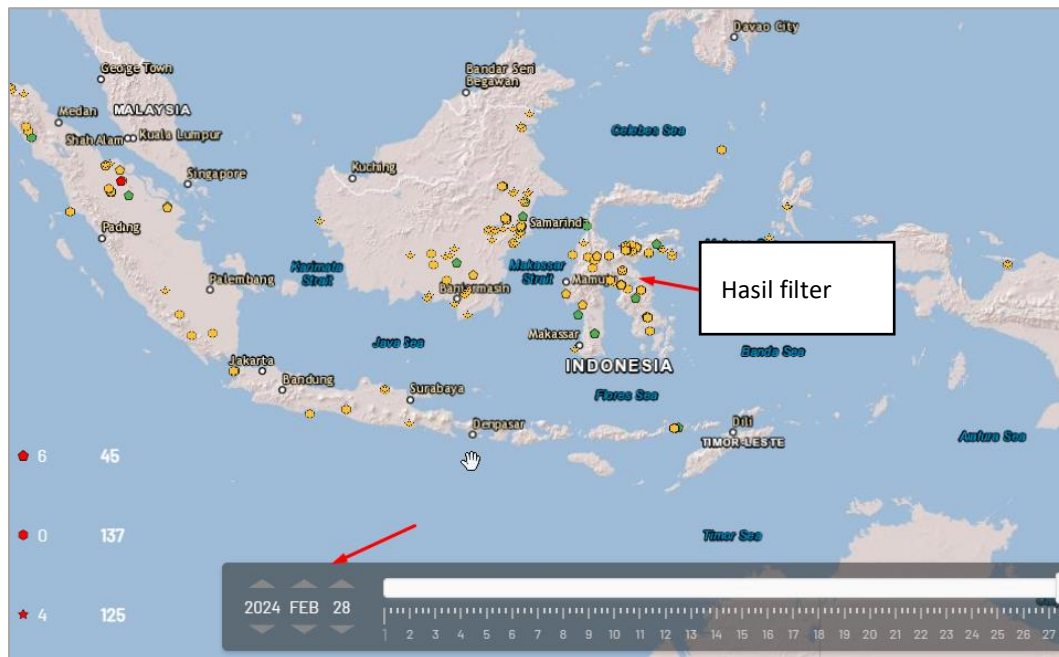 Davao City
George Town
Bandar Seri
Begawan
Medan
MALAYSIA
Celebes Sea
Shah Alam
Kuala Lumpur
Kuching
Singapore
Samarinda
Padang
Karimata
Strait
Makassar
Strait
Palembang
Banjarmasin
Mamuju
Hasil filter
Java Sea
Makassar
Jakarta
Banda Sea
INDONESIA
Bandung
Surabaya
Flores Sea
Denpasar
Dili
TIMOR-LESTE
Arafura Sea
6 45
0 137
Timor Sea
4 125
2024 FEB 28
1 2 3 4 5 6 7 8 9 10 11 12 13 14 15 16 17 18 19 20 21 22 23 24 25 26 27